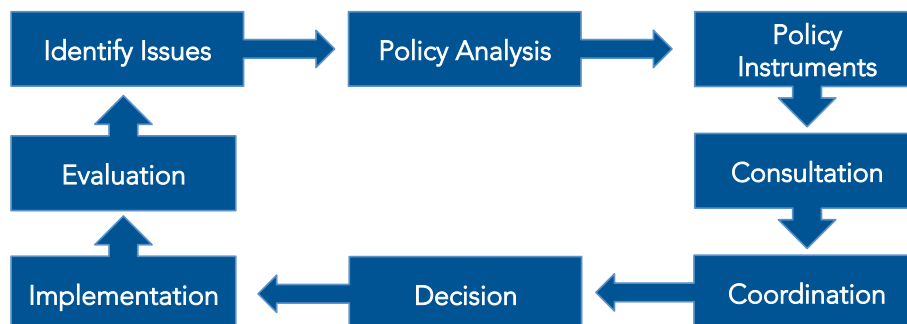 Identify Issues
Policy Analysis
Policy
Instruments
Consultation
Coordination
Decision
Implementation
Evaluation